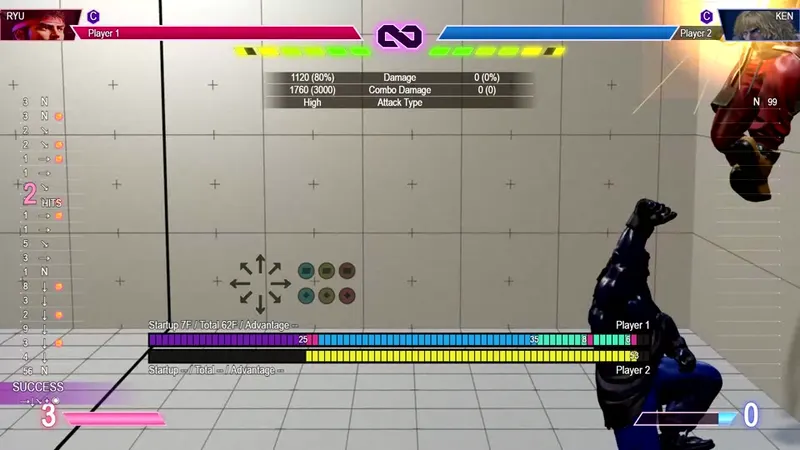 RYU
C
C
KEN
Player 1
Player 2
1120 (80%) Damage 0 (0%)
1760 (3000) Combo Damage 0 (0)
High Attack Type
3 N
3 N
2
2
1
1
2
HITS
1
1
5
3
1 N
8
3
2
9
3
4
56 N
N 99
Startup 7F / Total 62F / Advantage --
Player 1
25 35 8 6
53
Startup -- / Total -- / Advantage --
Player 2
SUCCESS
3
0